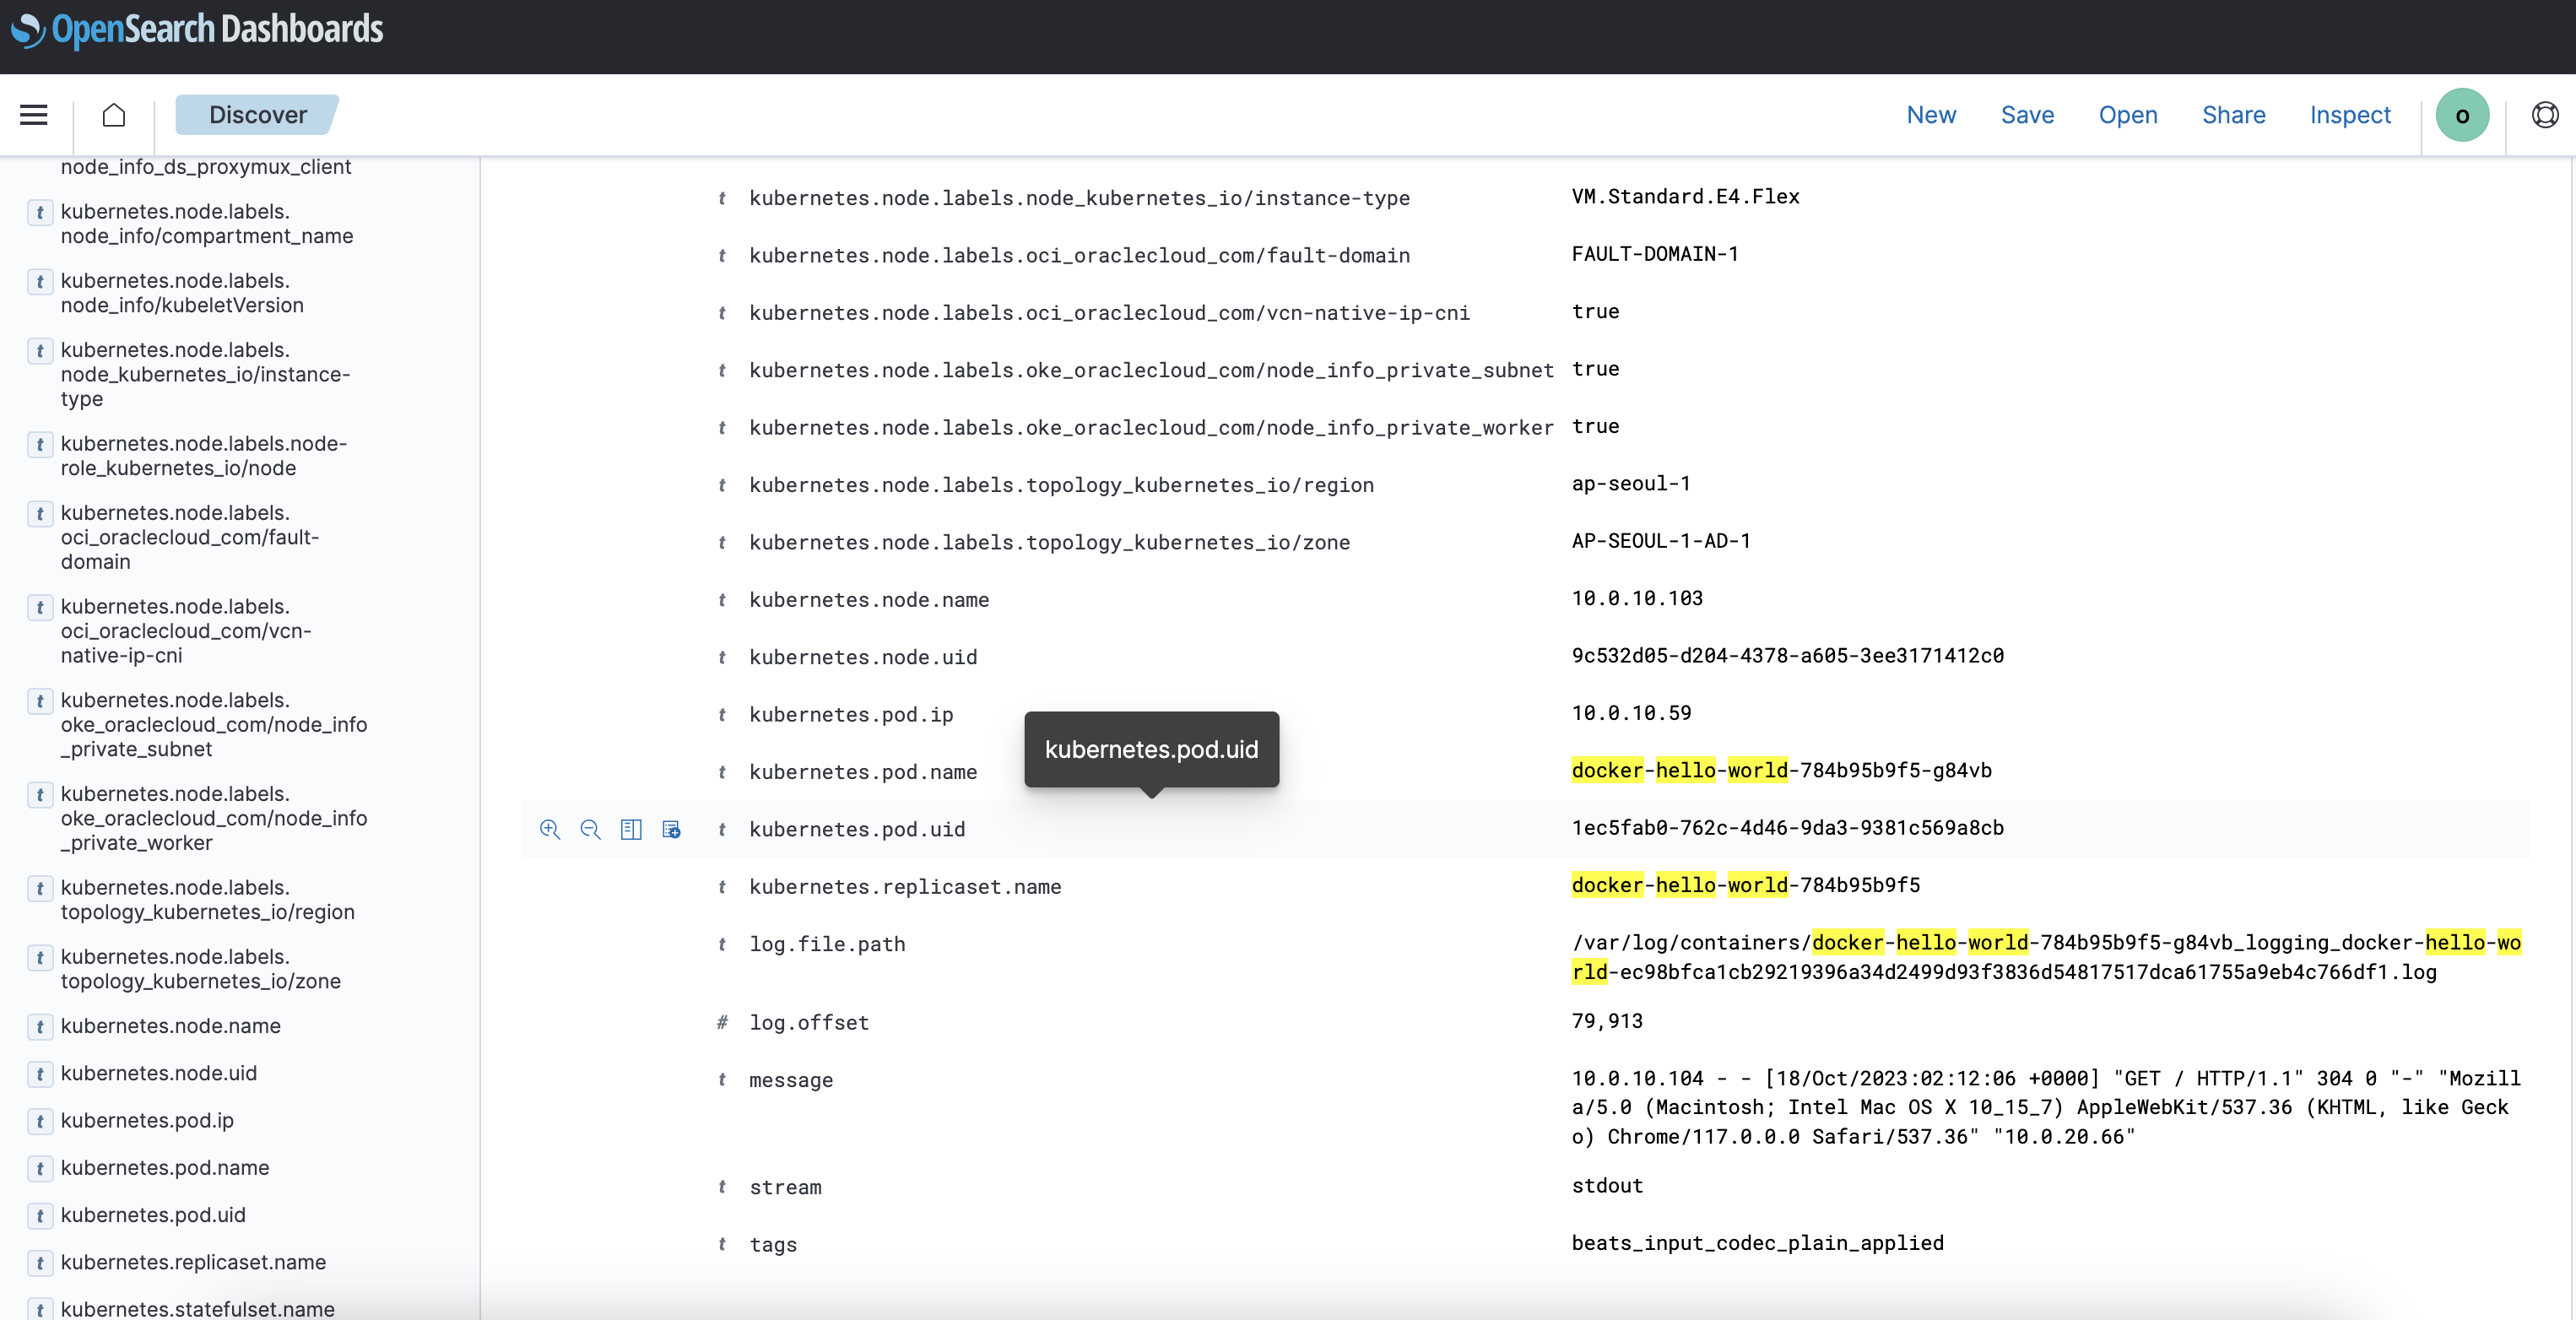 OpenSearch Dashboards
Discover
New Save Open Share Inspect o
node_info_ds_proxymux_client
t kubernetes.node.labels.
node_info/compartment_name
t kubernetes.node.labels.
node_info/kubeletVersion
t kubernetes.node.labels.
node_kubernetes_io/instance-
type
t kubernetes.node.labels.node-
role_kubernetes_io/node
t kubernetes.node.labels.
oci_oraclecloud_com/fault-
domain
t kubernetes.node.labels.
oci_oraclecloud_com/vcn-
native-ip-cni
t kubernetes.node.labels.
oke_oraclecloud_com/node_info
_private_subnet
t kubernetes.node.labels.
oke_oraclecloud_com/node_info
_private_worker
t kubernetes.node.labels.
topology_kubernetes_io/region
t kubernetes.node.labels.
topology_kubernetes_io/zone
t kubernetes.node.name
t kubernetes.node.uid
t kubernetes.pod.ip
t kubernetes.pod.name
t kubernetes.pod.uid
t kubernetes.replicaset.name
t kubernetes.statefulset.name
t kubernetes.node.labels.node_kubernetes_io/instance-type VM.Standard.E4.Flex
t kubernetes.node.labels.oci_oraclecloud_com/fault-domain FAULT-DOMAIN-1
t kubernetes.node.labels.oci_oraclecloud_com/vcn-native-ip-cni true
t kubernetes.node.labels.oke_oraclecloud_com/node_info_private_subnet true
t kubernetes.node.labels.oke_oraclecloud_com/node_info_private_worker true
t kubernetes.node.labels.topology_kubernetes_io/region ap-seoul-1
t kubernetes.node.labels.topology_kubernetes_io/zone AP-SEOUL-1-AD-1
t kubernetes.node.name 10.0.10.103
t kubernetes.node.uid 9c532d05-d204-4378-a605-3ee3171412c0
t kubernetes.pod.ip 10.0.10.59
kubernetes.pod.uid
t kubernetes.pod.name docker-hello-world-784b95b9f5-g84vb
t kubernetes.pod.uid 1ec5fab0-762c-4d46-9da3-9381c569a8cb
t kubernetes.replicaset.name docker-hello-world-784b95b9f5
t log.file.path /var/log/containers/docker-hello-world-784b95b9f5-g84vb_logging_docker-hello-wo
rld-ec98bfca1cb29219396a34d2499d93f3836d54817517dca61755a9eb4c766df1.log
# log.offset 79,913
t message 10.0.10.104 - - [18/Oct/2023:02:12:06 +0000] "GET / HTTP/1.1" 304 0 "-" "Mozill
a/5.0 (Macintosh; Intel Mac OS X 10_15_7) AppleWebKit/537.36 (KHTML, like Geck
o) Chrome/117.0.0.0 Safari/537.36" "10.0.20.66"
t stream stdout
t tags beats_input_codec_plain_applied